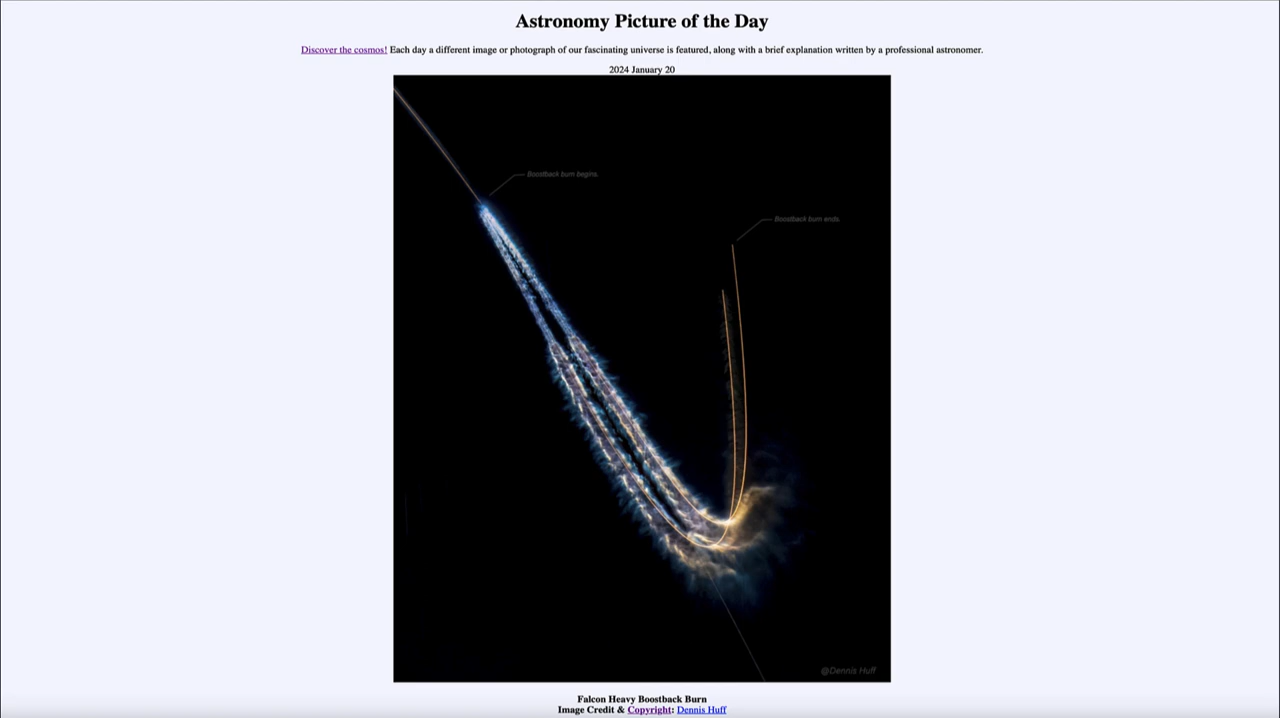 Astronomy Picture of the Day
Discover the cosmos! Each day a different image or photograph of our fascinating universe is featured, along with a brief explanation written by a professional astronomer.
2024 January 20
Boostback burn begins.
Boostback burn ends.
@Dennis Huff
Falcon Heavy Boostback Burn
Image Credit & Copyright: Dennis Huff